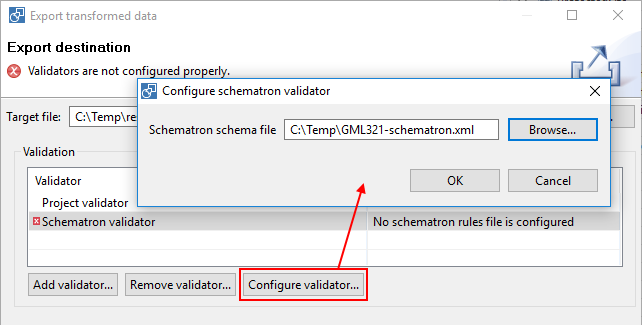 Export transformed data
Export destination
Validators are not configured properly.
Configure schematron validator
Target file: C:\Temp\re
Schematron schema file C:\Temp\GML321-schematron.xml Browse...
OK Cancel
Validation
Validator
Project validator
Schematron validator No schematron rules file is configured
Add validator... Remove validator... Configure validator...